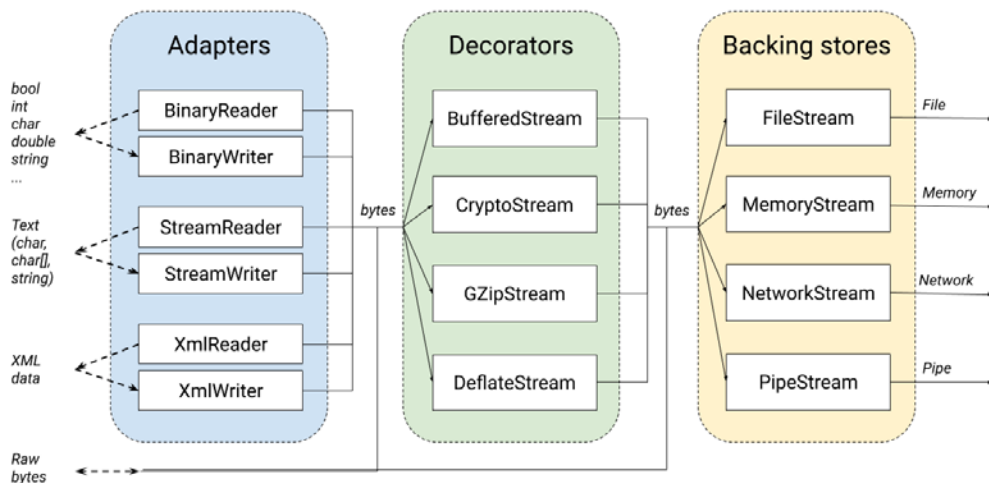 Adapters
Decorators
Backing stores
bool
int
char
double
string
...
BinaryReader
BinaryWriter
Text
(char,
char[],
string)
StreamReader
StreamWriter
XML
data
XmlReader
XmlWriter
Raw
bytes
bytes
BufferedStream
CryptoStream
GZipStream
DeflateStream
bytes
FileStream
File
MemoryStream
Memory
NetworkStream
Network
PipeStream
Pipe